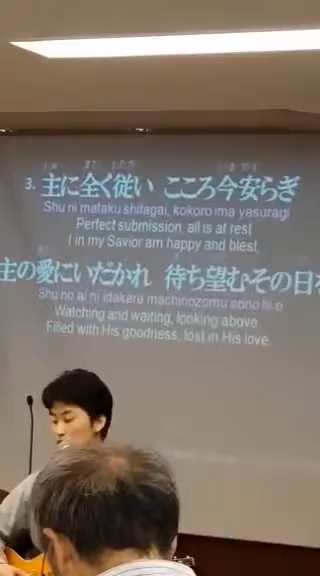 3. 主に全く従い こころ今安らぎ
Shu ni mataku shitagai, kokoro ima yasuragi
Perfect submission, all is at rest
I in my Savior am happy and blest,
主の愛にいだかれ 待ち望むその日を
Shu no ai ni idakare machinozomu sono hi o
Watching and waiting, looking above
Filled with His goodness, lost in His love.